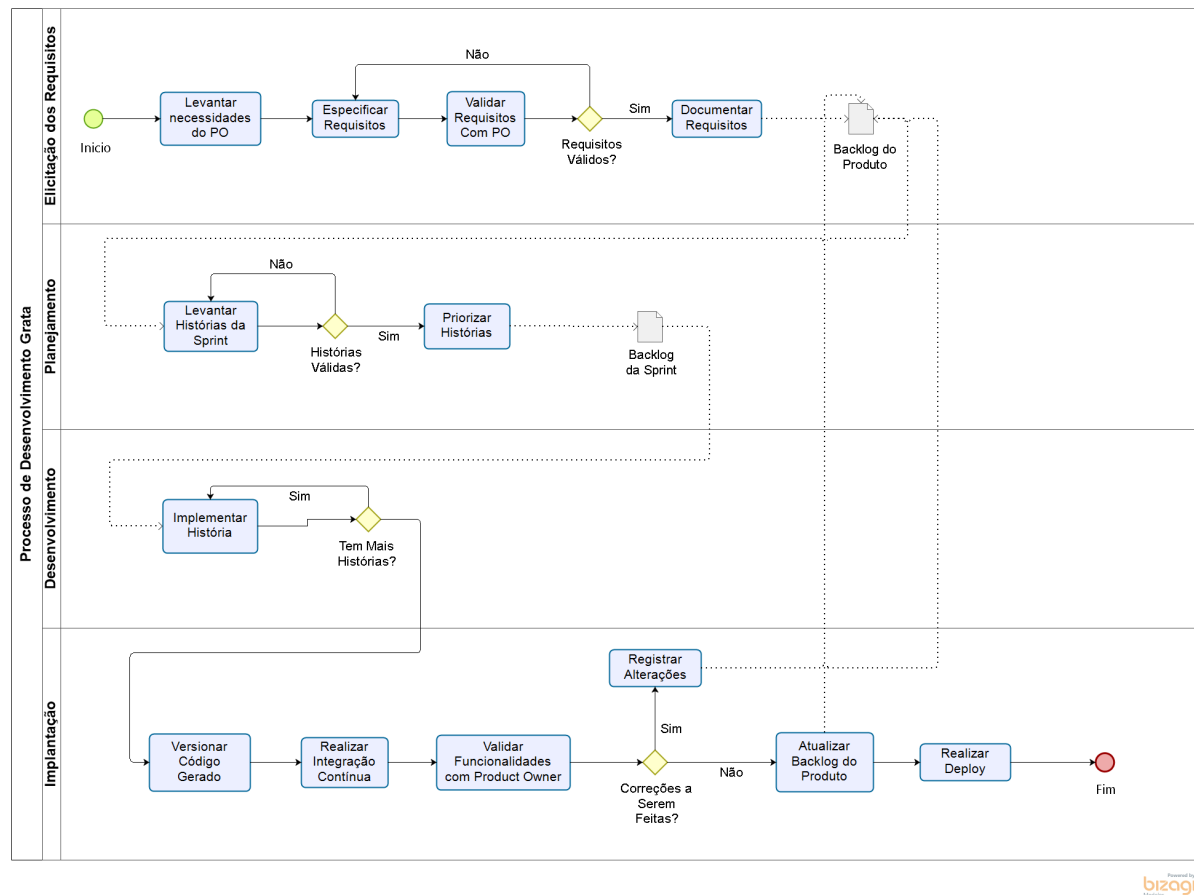 Processo de Desenvolvimento Grata
Elicitação dos Requisitos
Não
Inicio
Levantar
necessidades
do PO
Especificar
Requisitos
Validar
Requisitos
Com PO
Requisitos
Válidos?
Sim
Documentar
Requisitos
Backlog do
Produto
Planejamento
Não
Levantar
Histórias da
Sprint
Histórias
Válidas?
Sim
Priorizar
Histórias
Backlog
da Sprint
Desenvolvimento
Sim
Implementar
História
Tem Mais
Histórias?
Implantação
Registrar
Alterações
Sim
Versionar
Código
Gerado
Realizar
Integração
Contínua
Validar
Funcionalidades
com Product Owner
Correções a
Serem
Feitas?
Não
Atualizar
Backlog do
Produto
Realizar
Deploy
Fim
Powered by
bizagi
Modeler